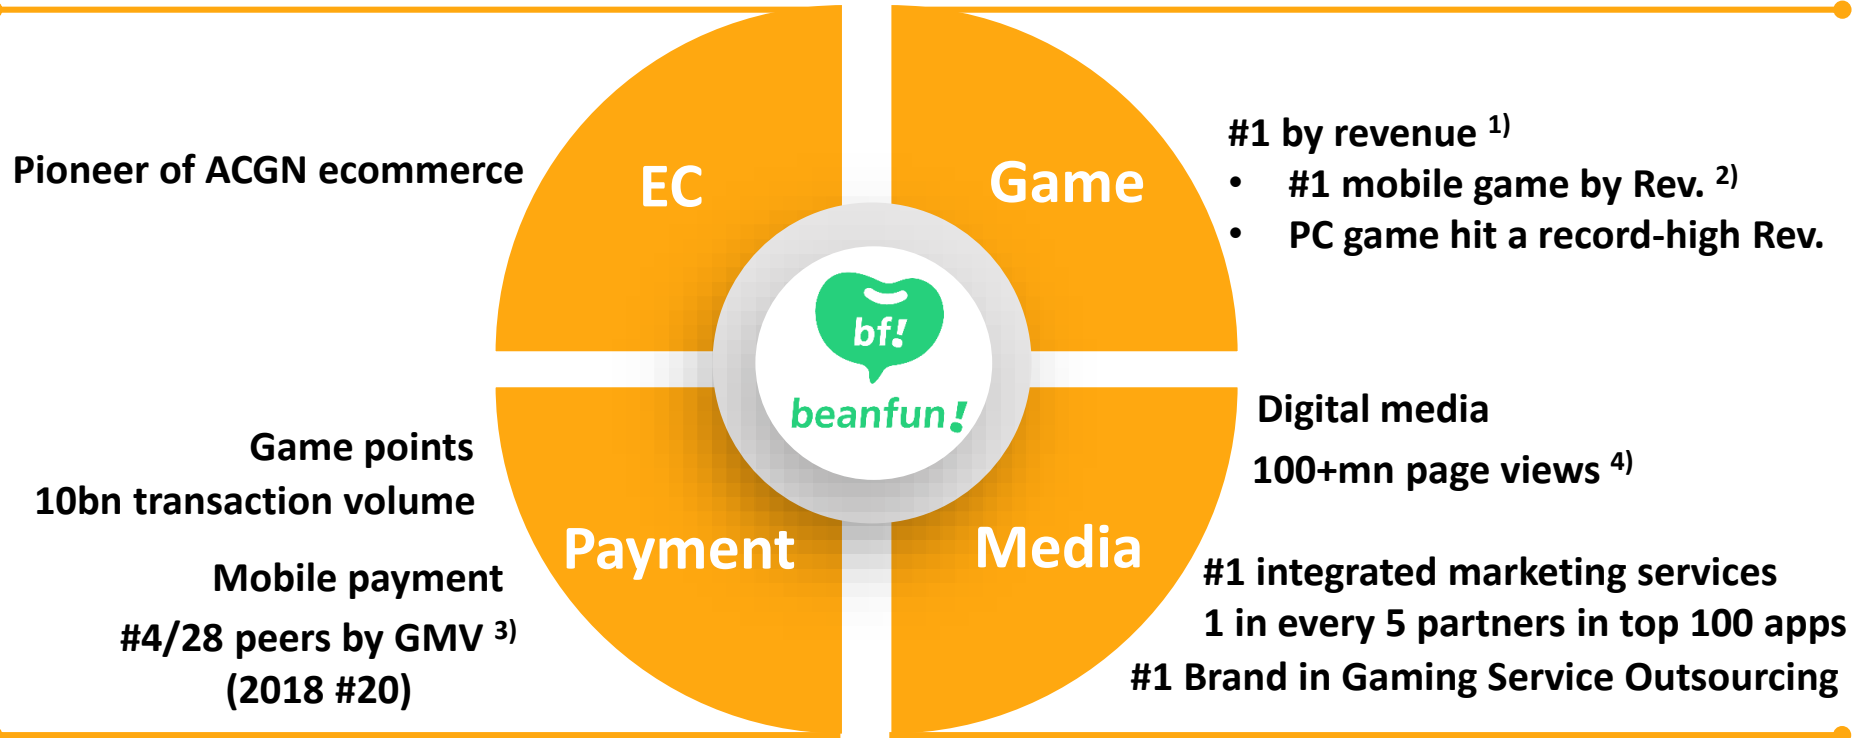 Pioneer of ACGN ecommerce
EC
Game
#1 by revenue 1)
• #1 mobile game by Rev. 2)
• PC game hit a record-high Rev.
bf!
beanfun!
Game points
10bn transaction volume
Mobile payment
#4/28 peers by GMV 3)
(2018 #20)
Payment
Media
Digital media
100+mn page views 4)
#1 integrated marketing services
1 in every 5 partners in top 100 apps
#1 Brand in Gaming Service Outsourcing